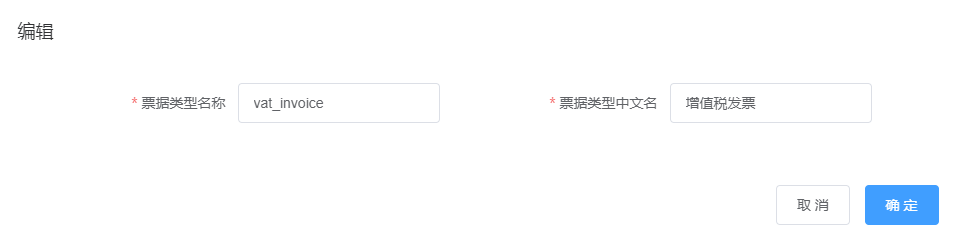 编辑
* 票据类型名称 vat_invoice * 票据类型中文名 增值税发票
取 消 确 定